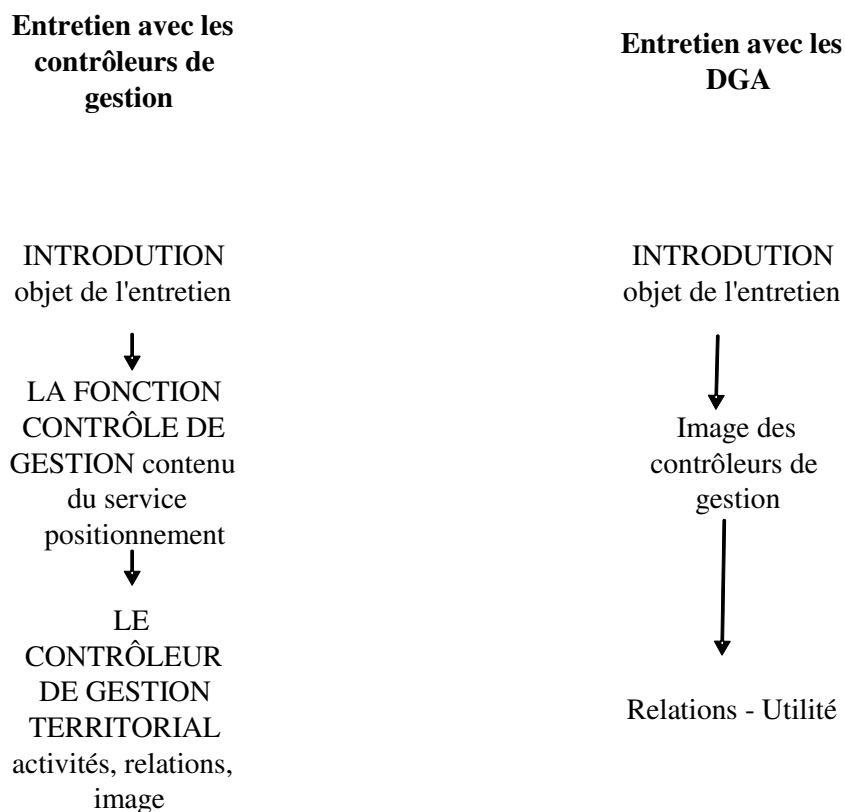 Entretien avec les
contrôleurs de
gestion
INTRODUTION
objet de l'entretien
LA FONCTION
CONTRÔLE DE
GESTION contenu
du service
positionnement
LE
CONTRÔLEUR
DE GESTION
TERRITORIAL
activités, relations,
image
Entretien avec les
DGA
INTRODUTION
objet de l'entretien
Image des
contrôleurs de
gestion
Relations - Utilité